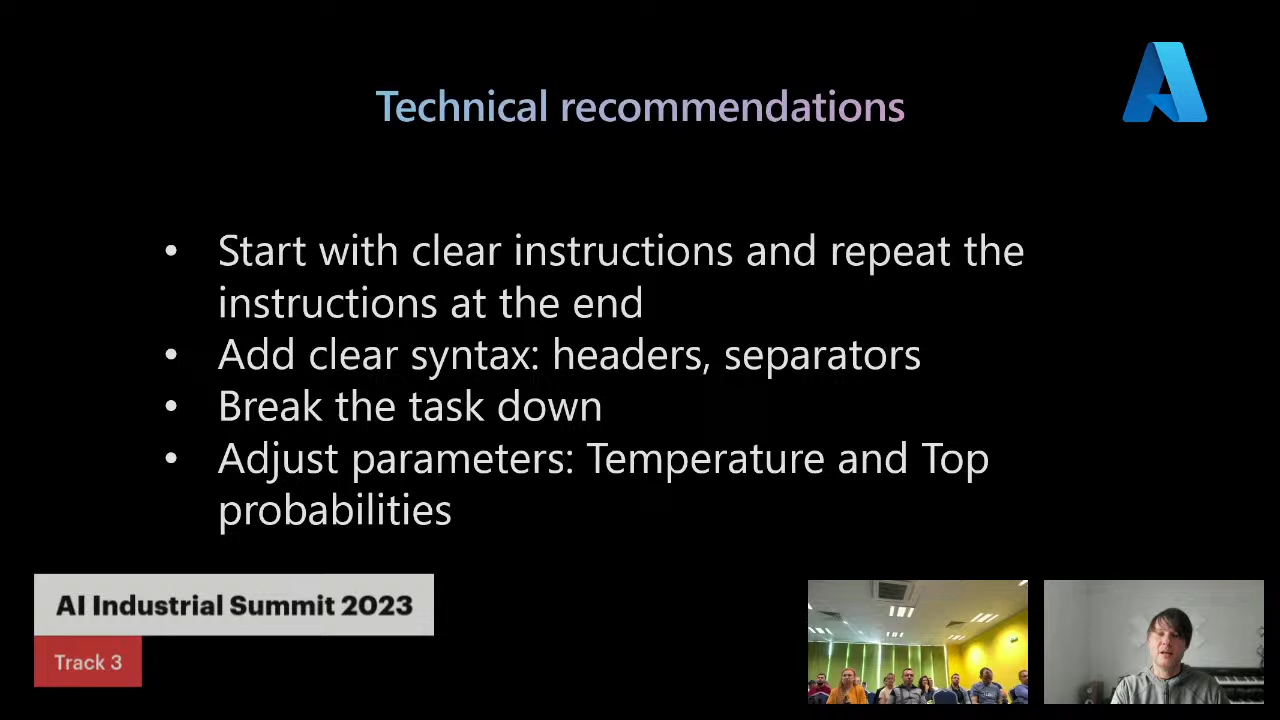 Technical recommendations
• Start with clear instructions and repeat the
instructions at the end
• Add clear syntax: headers, separators
• Break the task down
• Adjust parameters: Temperature and Top
probabilities
AI Industrial Summit 2023
Track 3